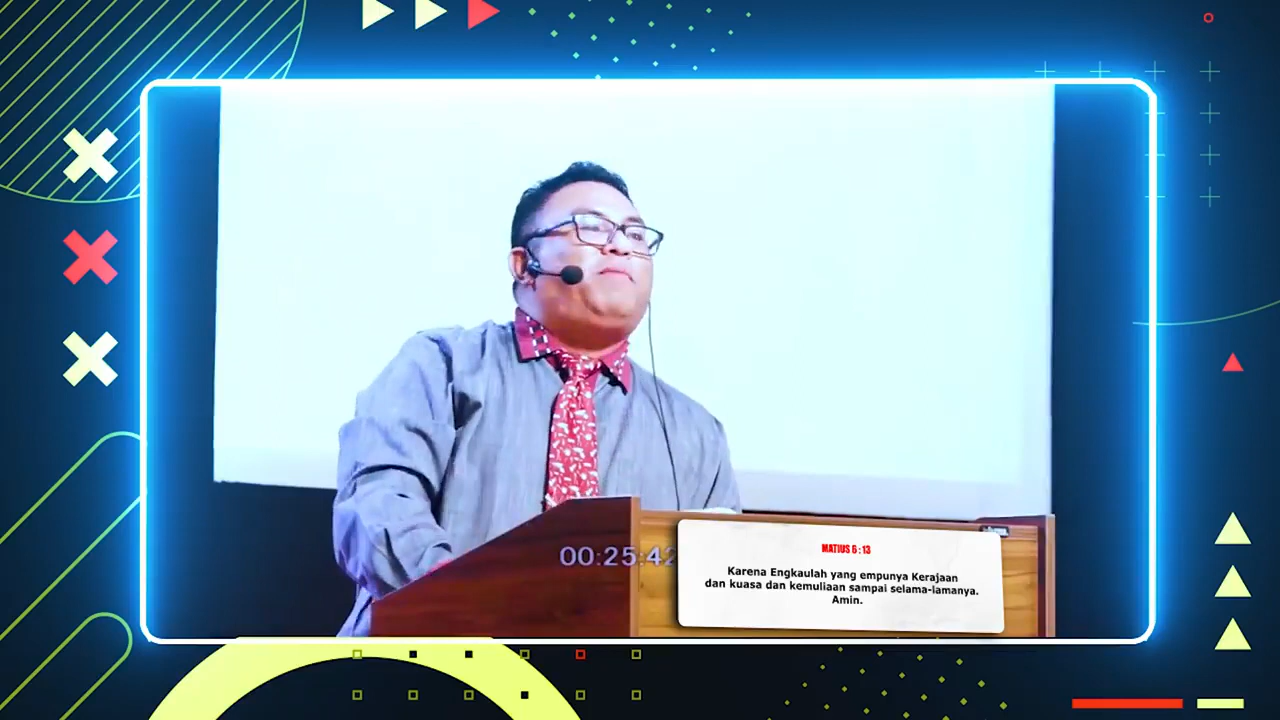 00:25:42
MATIUS 6 : 13
Karena Engkaulah yang empunya Kerajaan
dan kuasa dan kemuliaan sampai selama-lamanya.
Amin.